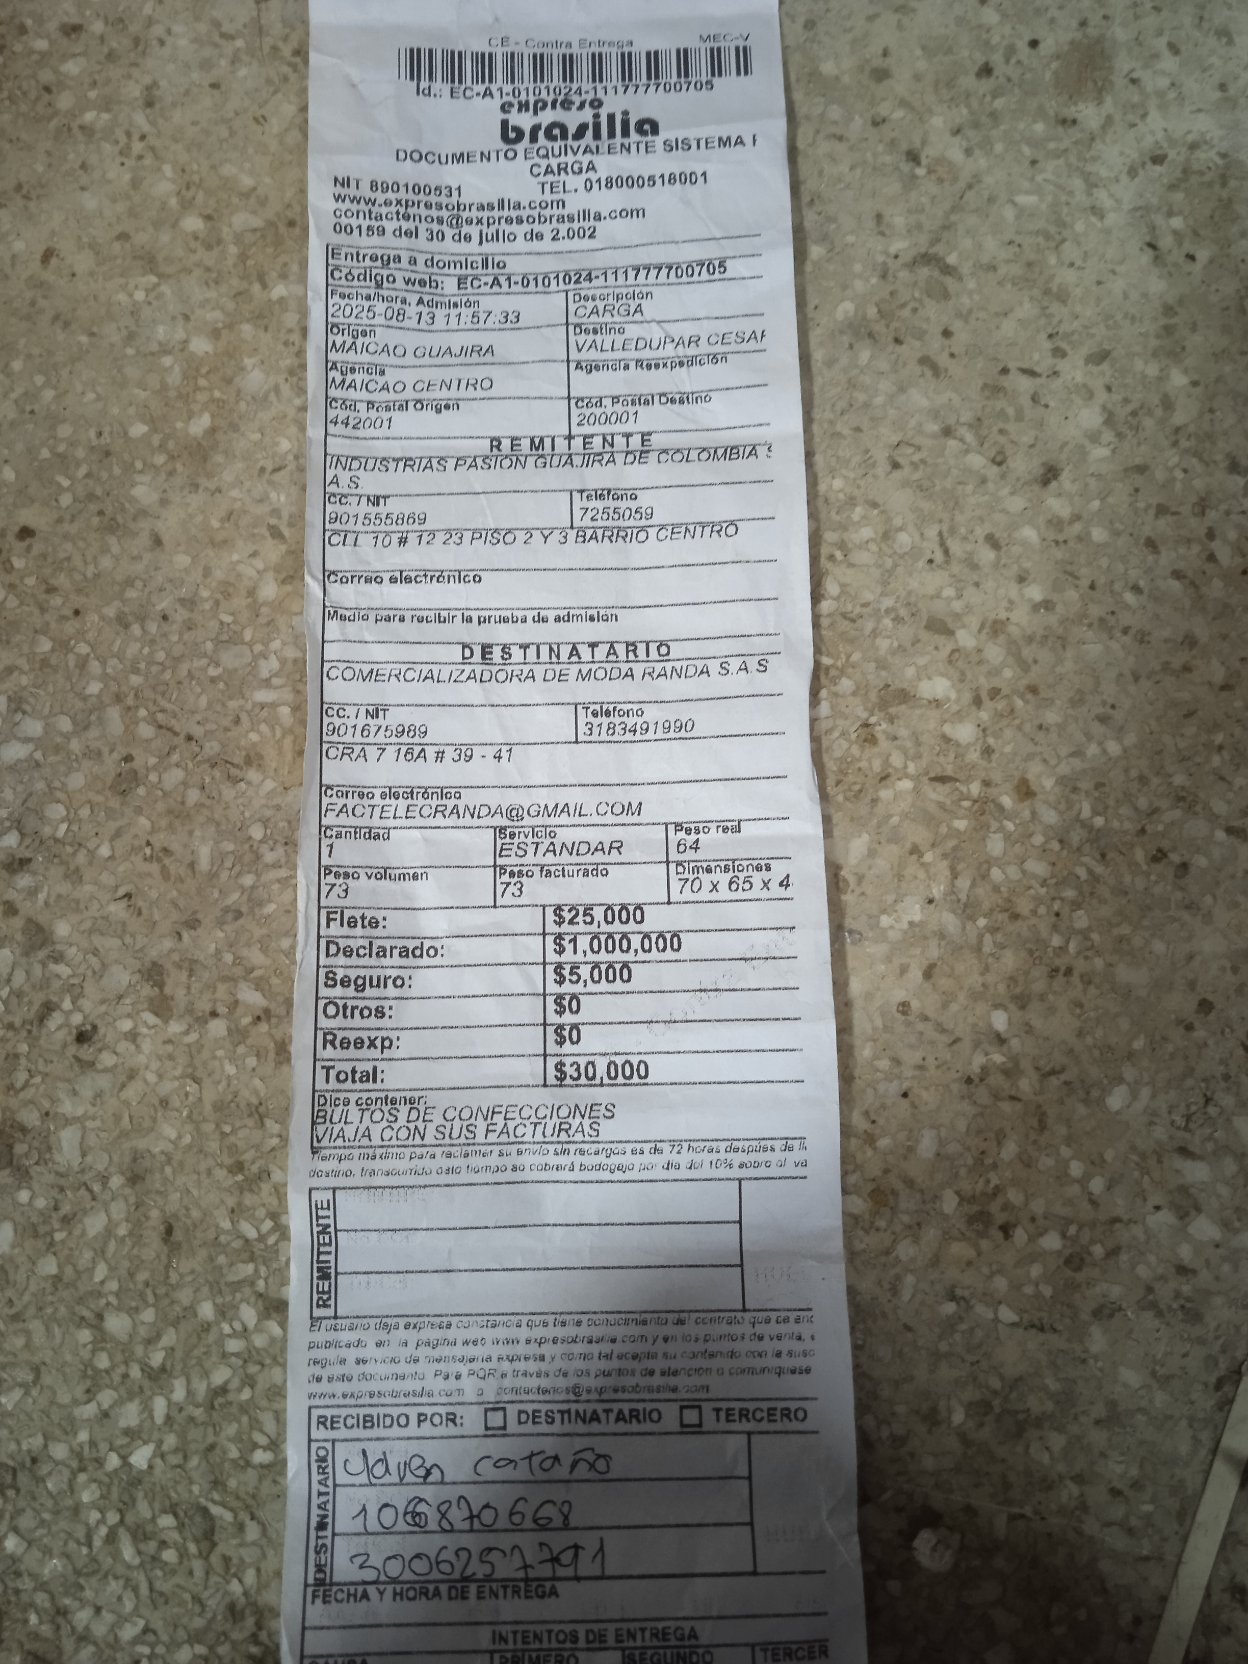 CE - Contra Entrega MEC-V
Id.: EC-A1-0101024-111777700705
expreso
brasilia
DOCUMENTO EQUIVALENTE SISTEMA
CARGA
NIT 890100531 TEL. 018000518001
www.expresobrasilia.com
contactenos@expresobrasilia.com
00159 del 30 de julio de 2.002
Entrega a domicilio
Código web: EC-A1-0101024-111777700705
Fecha/hora, Admisión Descripción
2025-08-13 11:57:33 CARGA
Origen Destino
MAICAO GUAJIRA VALLEDUPAR CESAR
Agencia Agencia Reexpedición
MAICAO CENTRO
Cód, Postal Origen Cód, Postal Destino
442001 200001
REMITENTE
INDUSTRIAS PASION GUAJIRA DE COLOMBIA S
A.S.
CC. / NIT Teléfono
901555869 7255059
CLL 10 # 12 23 PISO 2 Y 3 BARRIO CENTRO
Correo electrónico
Medio para recibir la prueba de admisión
DESTINATARIO
COMERCIALIZADORA DE MODA RANDA S.A.S
CC. / NIT Teléfono
901675989 3183491990
CRA 7 16A # 39 - 41
Correo electrónico
FACTELECRANDA@GMAIL.COM
Cantidad Servicio Peso real
1 ESTANDAR 64
Peso volumen Peso facturado Dimensiones
73 73 70 x 65 x 4
Flete: $25,000
Declarado: $1,000,000
Seguro: $5,000
Otros: $0
Reexp: $0
Total: $30,000
Dice contener:
BULTOS DE CONFECCIONES
VIAJA CON SUS FACTURAS
Tiempo máximo para reclamar su envío sin recargos es de 72 horas después de
destino, transcurrido este tiempo se cobrará bodegaje por día del 10% sobre el va
REMITENTE
El usuario deja expresa constancia que tiene conocimiento del contrato que se
publicado en la página web www expresobrasilia com y en los puntos de venta,
regula servicio de mensajería expresa y como tal acepta su contenido con la susc
de este documento. Para PQR a través de los puntos de atención o comuníquese
www.expresobrasilia com o contactenos@expresobrasilia.com
RECIBIDO POR: DESTINATARIO TERCERO
DESTINATARIO
cataño
3006257791
FECHA Y HORA DE ENTREGA
INTENTOS DE ENTREGA
CAUSA PRIMERO SEGUNDO TERCER